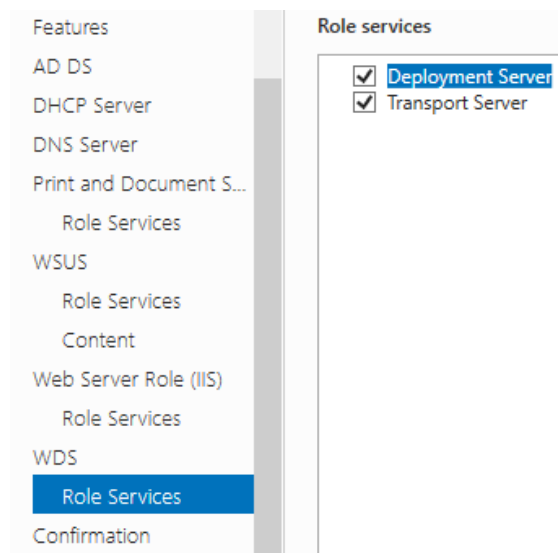 Features
AD DS
DHCP Server
DNS Server
Print and Document S...
Role Services
WSUS
Role Services
Content
Web Server Role (IIS)
Role Services
WDS
Role Services
Confirmation
Role services
Deployment Server
Transport Server